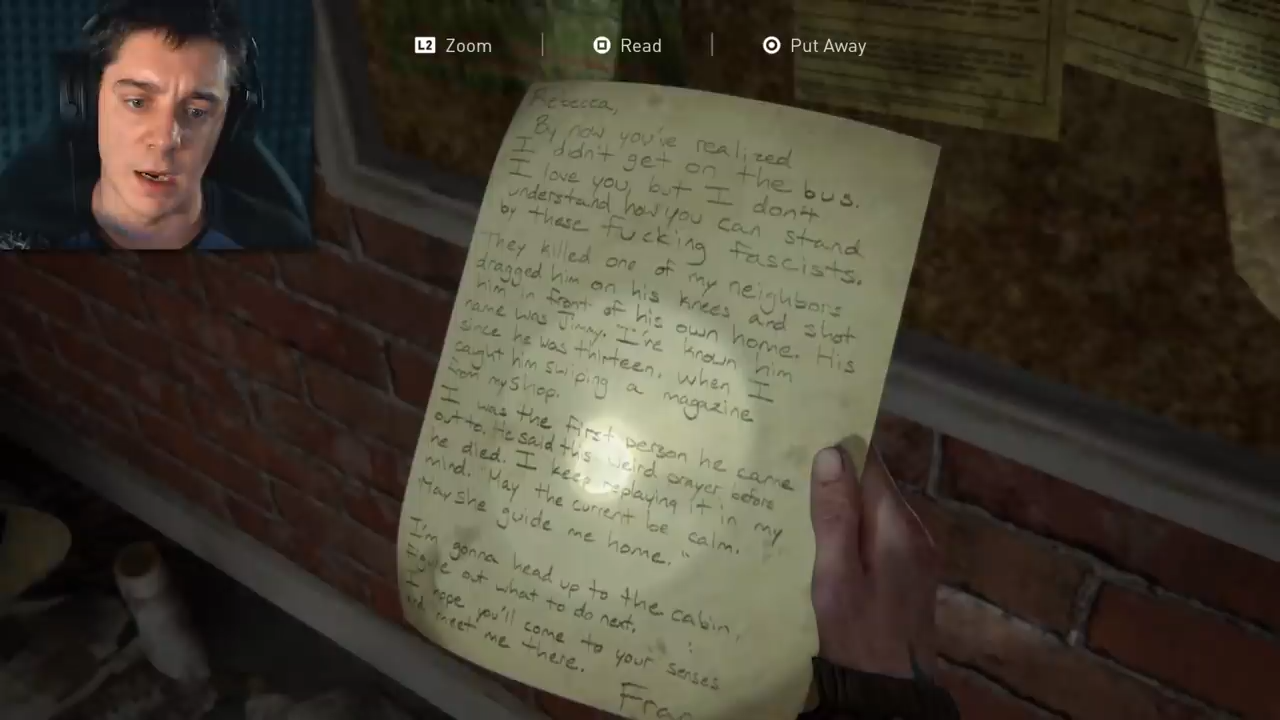 L2 Zoom | Read | Put Away
Rebecca,
By now you've realized
I didn't get on the bus.
I love you, but I don't
understand how you can stand
by these fucking fascists.
They killed one of my neighbors
dragged him on his knees and shot
him in front of his own home. His
name was Jimmy. I've known him
since he was thirteen. When I
caught him swiping a magazine
from my shop.
I was the first person he came
out to. He said this weird prayer before
he died. I keep replaying it in my
mind. "May the current be calm.
May she guide me home."
I'm gonna head up to the cabin,
Figure out what to do next.
I hope you'll come to your senses
and meet me there.